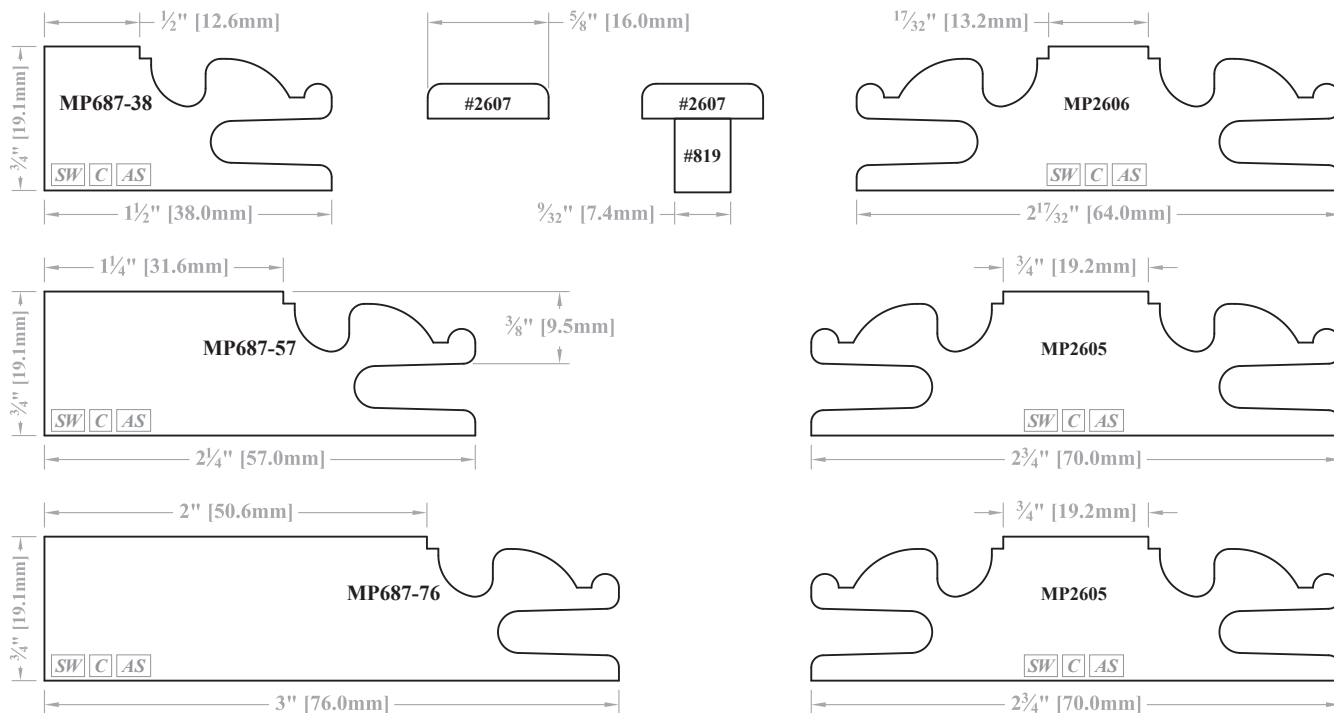 ½" [12.6mm]
⅝" [16.0mm]
¹⁷⁄₃₂" [13.2mm]
¾" [19.1mm]
MP687-38
#2607
#2607
MP2606
#819
SW C AS
SW C AS
1½" [38.0mm]
⁹⁄₃₂" [7.4mm]
2¹⁷⁄₃₂" [64.0mm]
1¼" [31.6mm]
¾" [19.2mm]
¾" [19.1mm]
⅜" [9.5mm]
MP687-57
MP2605
SW C AS
SW C AS
2¼" [57.0mm]
2¾" [70.0mm]
2" [50.6mm]
¾" [19.2mm]
¾" [19.1mm]
MP687-76
MP2605
SW C AS
SW C AS
3" [76.0mm]
2¾" [70.0mm]